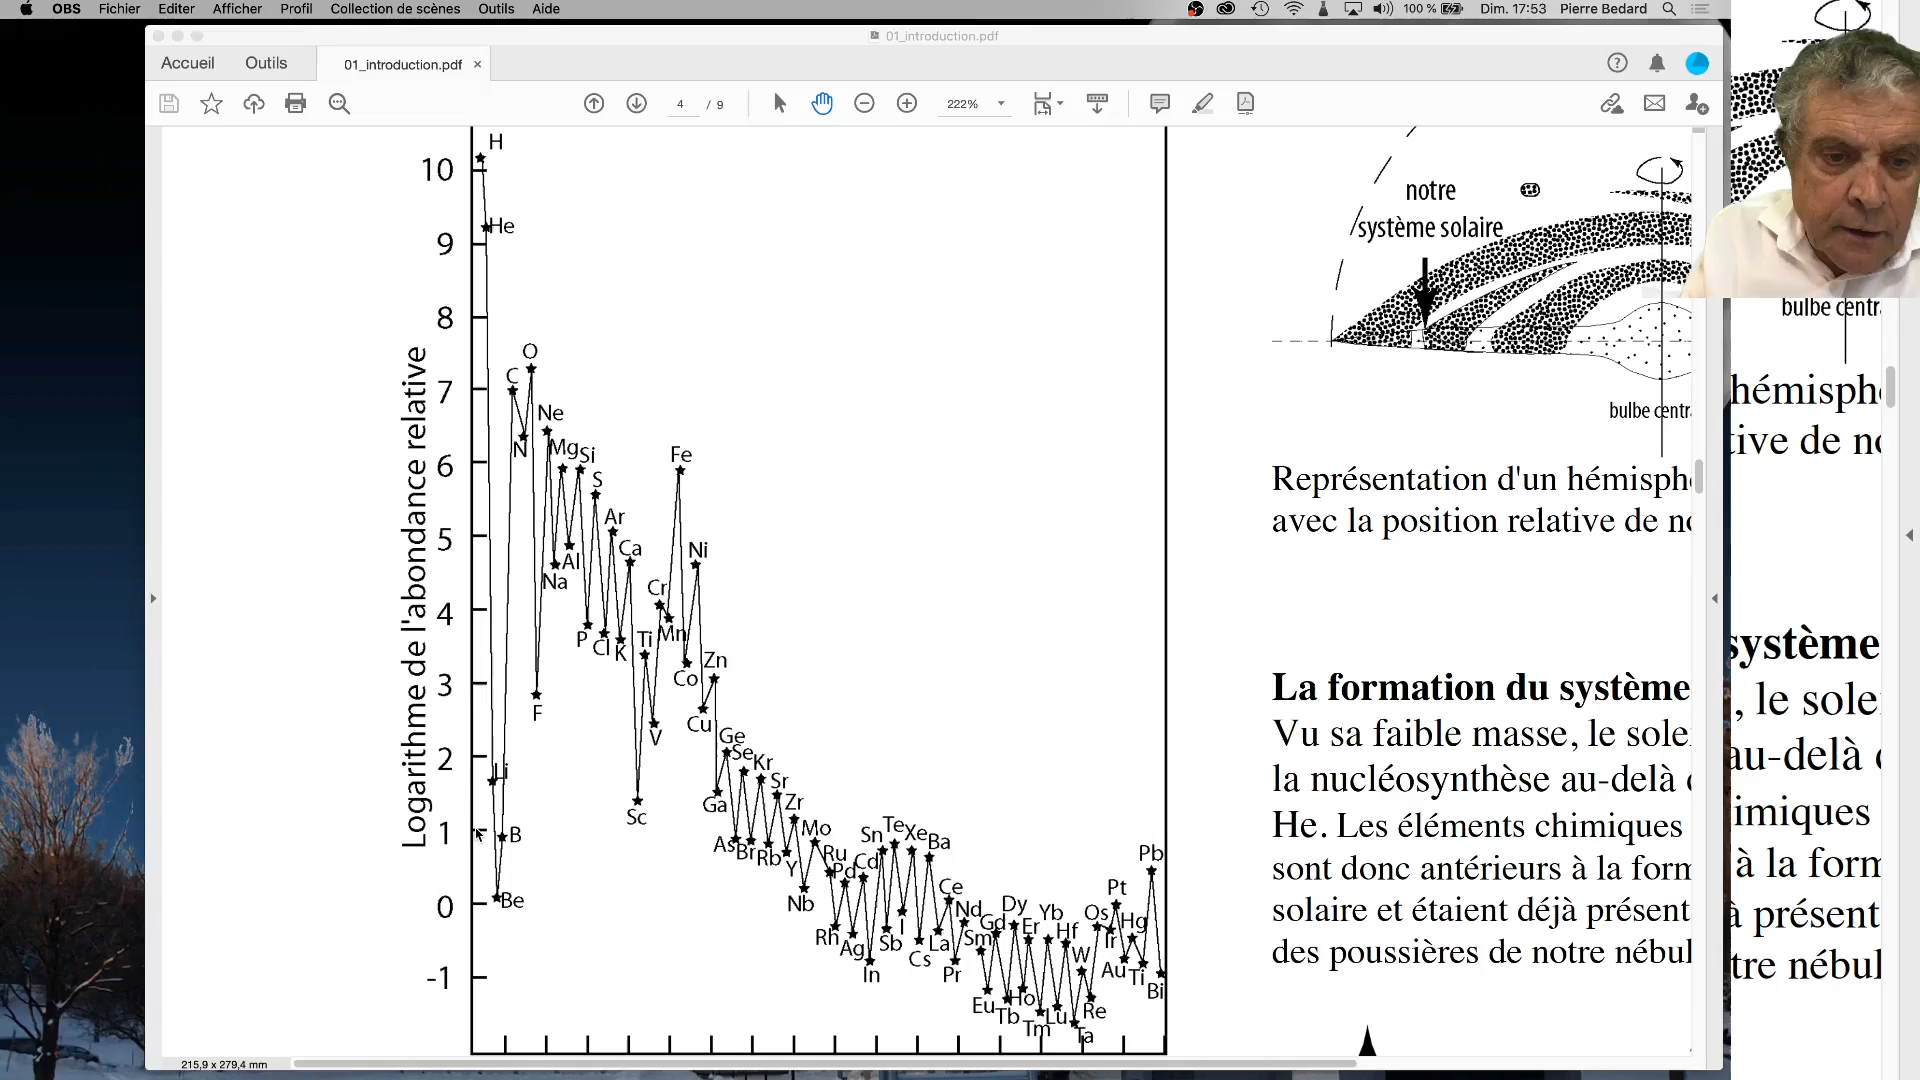 OBS Fichier Editer Afficher Profil Collection de scènes Outils Aide
100 % Dim. 17:53 Pierre Bedard
01_introduction.pdf
Accueil Outils 01_introduction.pdf ×
4 / 9 222%
H
10
He
9
8
O
C
7
Ne
N
Mg Si
Fe
6
S
Ar
Ca
Ni
5
Al
Na
Cr
4
Mn
P
Cl
K
Ti
Zn
3
Co
F
Cu
V
Ge
2
Se
Kr
Li
Sr
Ga
Zr
Sc
Mo
1
B
As
Br
Rb
Y
Sn
Te
Xe
Ba
Ru
Pd
Cd
Pb
Be
0
Nb
Ce
Nd
Rh
Ag
Sb
I
La
Sm
Gd
Dy
Er
Yb
Hf
Os
Pt
Ir
Hg
-1
In
Cs
Pr
W
Au
Ti
Bi
Eu
Tb
Ho
Tm
Lu
Re
Ta
Logarithme de l'abondance relative
notre
système solaire
bulbe centr
Représentation d'un hémisph
avec la position relative de no
La formation du système
Vu sa faible masse, le sole
la nucléosynthèse au-delà
He. Les éléments chimiques
sont donc antérieurs à la form
solaire et étaient déjà présent
des poussières de notre nébul
215,9 x 279,4 mm
bulbe centr
hémisph
tive de no
système
, le sole
au-delà
imiques
à la form
à présent
tre nébul